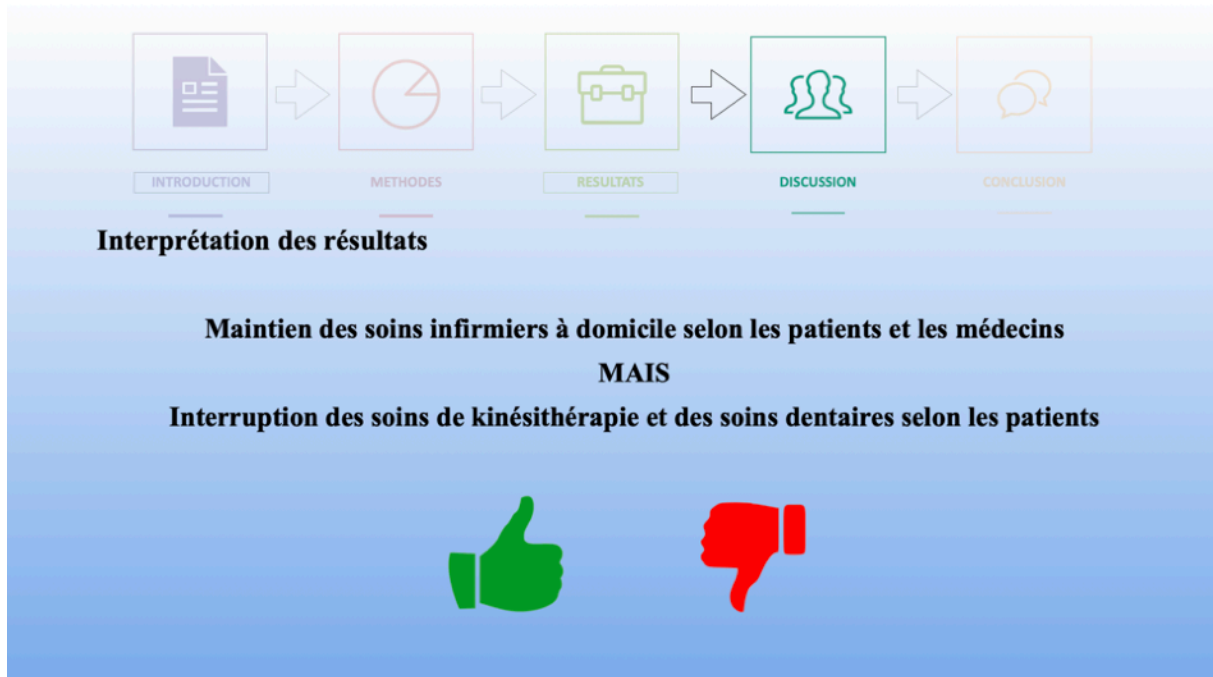 INTRODUCTION
METHODES
RESULTATS
DISCUSSION
CONCLUSION
Interprétation des résultats
Maintien des soins infirmiers à domicile selon les patients et les médecins
MAIS
Interruption des soins de kinésithérapie et des soins dentaires selon les patients